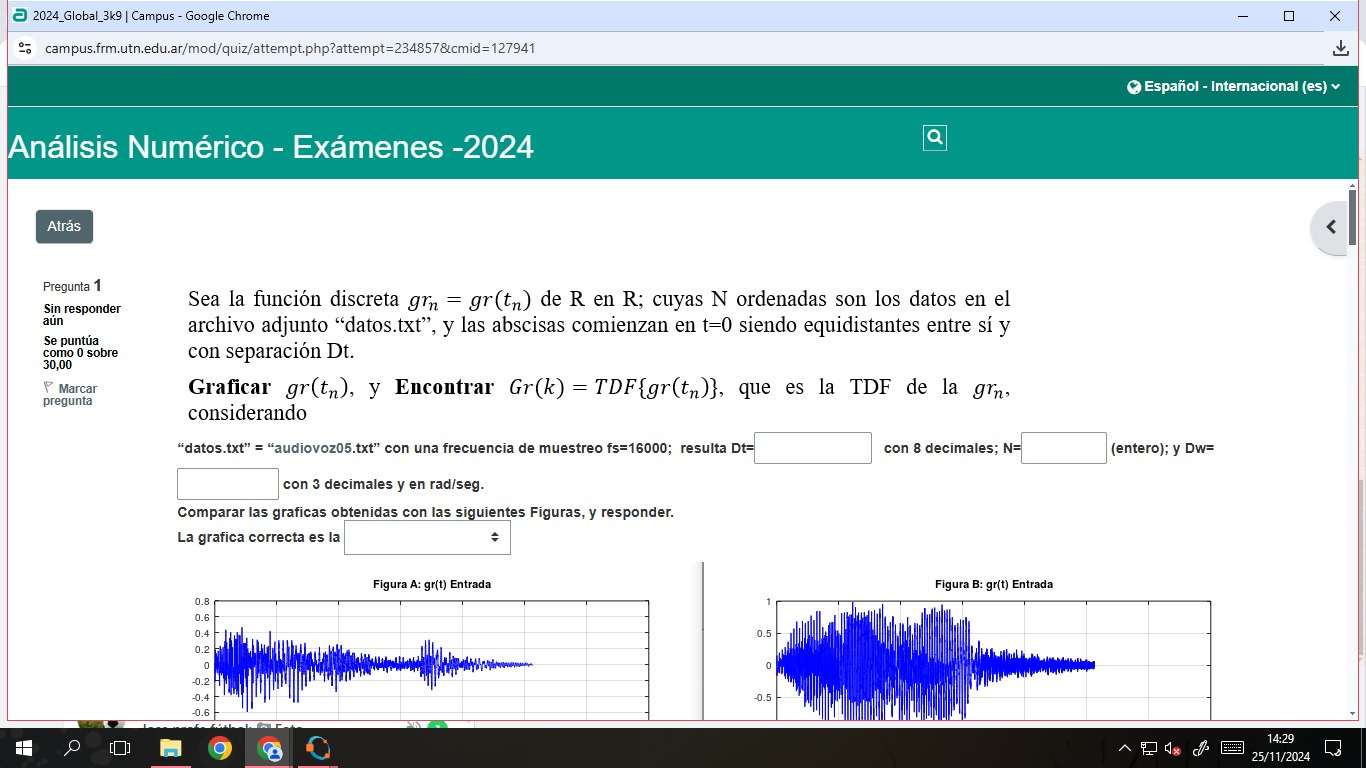 2024_Global_3k9 | Campus - Google Chrome
campus.frm.utn.edu.ar/mod/quiz/attempt.php?attempt=234857&cmid=127941
Español - Internacional (es)
Análisis Numérico - Exámenes -2024
Atrás
Pregunta 1
Sin responder
aún
Se puntúa
como 0 sobre
30,00
Marcar
pregunta
Sea la función discreta 𝑔𝑟ₙ = 𝑔𝑟(𝑡ₙ) de R en R; cuyas N ordenadas son los datos en el
archivo adjunto “datos.txt”, y las abscisas comienzan en t=0 siendo equidistantes entre sí y
con separación Dt.
Graficar 𝑔𝑟(𝑡ₙ), y Encontrar 𝐺𝑟(𝑘) = 𝑇𝐷𝐹{𝑔𝑟(𝑡ₙ)}, que es la TDF de la 𝑔𝑟ₙ,
considerando
“datos.txt” = “audiovoz05.txt” con una frecuencia de muestreo fs=16000; resulta Dt= con 8 decimales; N= (entero); y Dw=
con 3 decimales y en rad/seg.
Comparar las graficas obtenidas con las siguientes Figuras, y responder.
La grafica correcta es la
Figura A: gr(t) Entrada
0.8
0.6
0.4
0.2
0
-0.2
-0.4
-0.6
Figura B: gr(t) Entrada
1
0.5
0
-0.5
14:29
25/11/2024